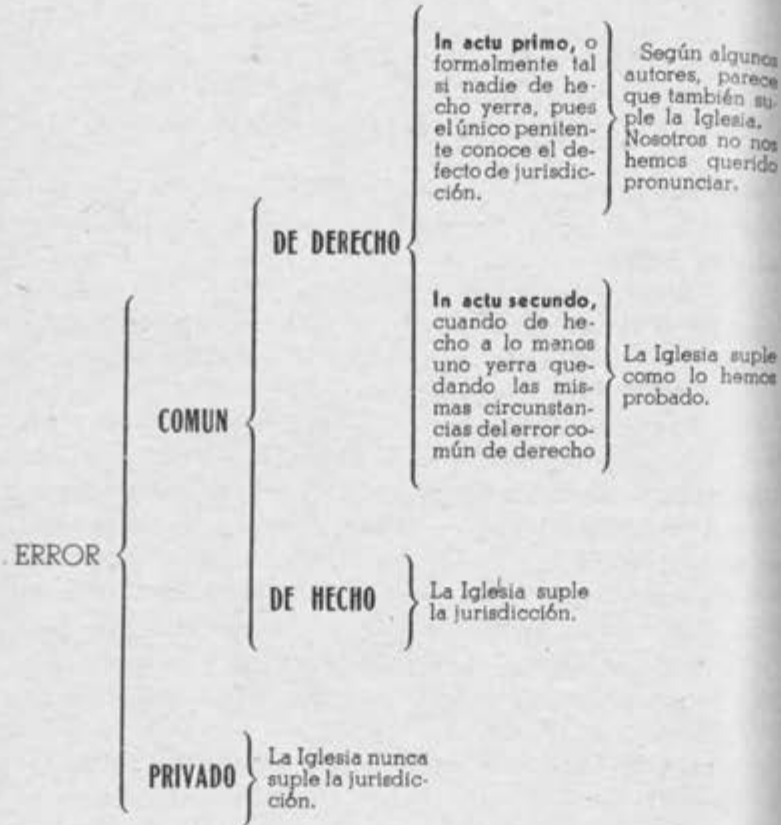 In actu primo, o
formalmente tal
si nadie de he-
cho yerra, pues
el único peniten-
te conoce el de-
fecto de jurisdic-
ción.
Según algunos
autores, parece
que también su-
ple la Iglesia.
Nosotros no nos
hemos querido
pronunciar.
DE DERECHO
In actu secundo,
cuando de he-
cho a lo menos
uno yerra que-
dando las mis-
mas circunstan-
cias del error co-
mún de derecho
La Iglesia suple
como lo hemos
probado.
COMUN
ERROR
DE HECHO
La Iglesia suple
la jurisdicción.
PRIVADO
La Iglesia nunca
suple la jurisdic-
ción.